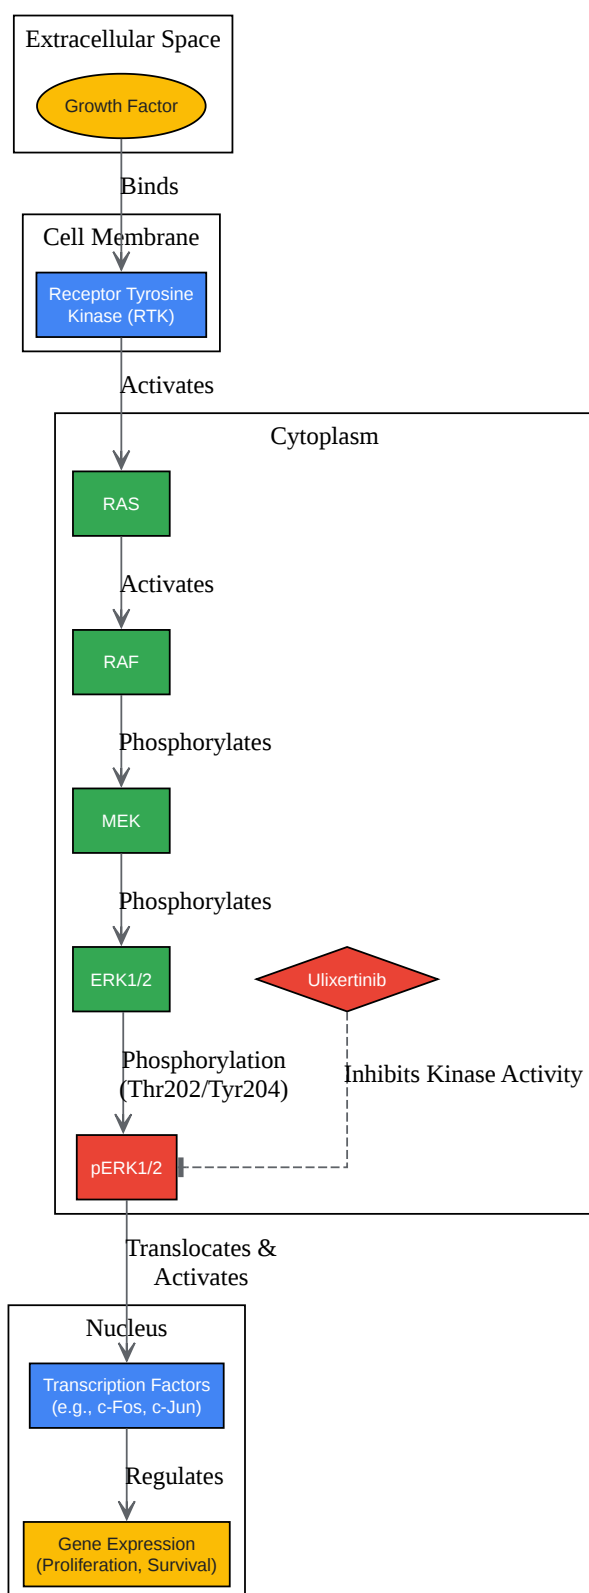 Extracellular Space
Growth Factor
Binds
Cell Membrane
Receptor Tyrosine
Kinase (RTK)
Activates
Cytoplasm
RAS
Activates
RAF
Phosphorylates
MEK
Phosphorylates
ERK1/2
Ulixertinib
Phosphorylation
(Thr202/Tyr204)
Inhibits Kinase Activity
pERK1/2
Translocates &
Activates
Nucleus
Transcription Factors
(e.g., c-Fos, c-Jun)
Regulates
Gene Expression
(Proliferation, Survival)